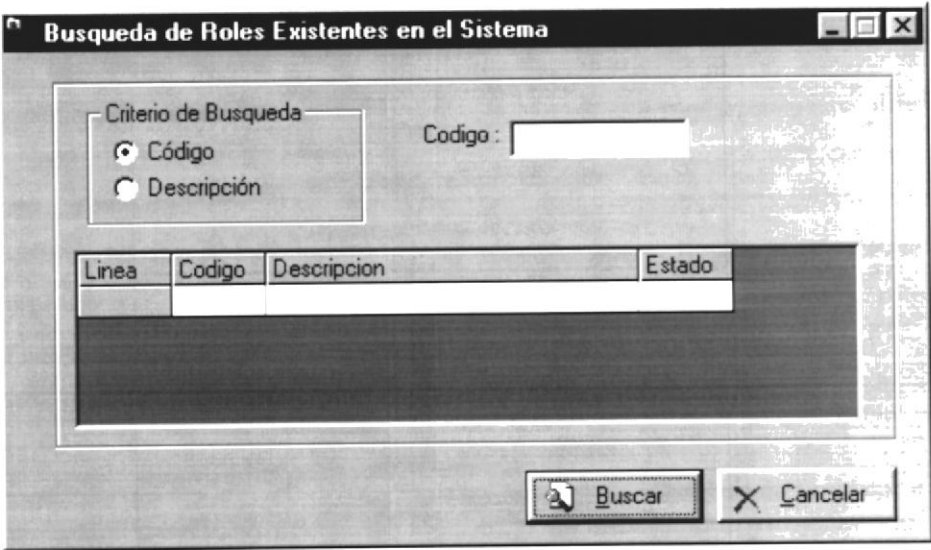 Busqueda de Roles Existentes en el Sistema
Criterio de Busqueda
Código
Descripción
Codigo :
Linea Codigo Descripcion Estado
Buscar Cancelar